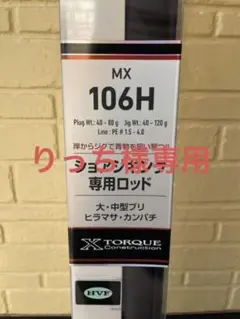 MX
106H
Plug Wt.: 40 - 80 g  Jig Wt.: 40 - 120 g
Line : PE # 1.5 - 6.0
りっち様専用
専用ロッド
大・中型ブリ
ヒラマサ・カンパチ
X TORQUE
Construction
HVF